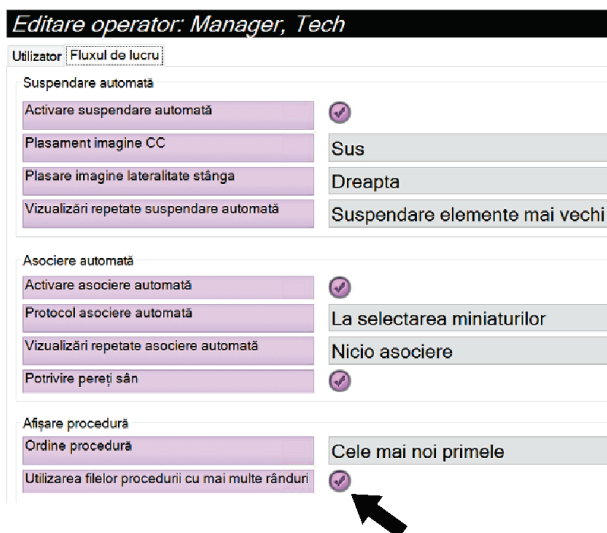 Editare operator: Manager, Tech
Utilizator Fluxul de lucru
Suspendare automată
Activare suspendare automată
Plasament imagine CC Sus
Plasare imagine lateralitate stânga Dreapta
Vizualizări repetate suspendare automată Suspendare elemente mai vechi
Asociere automată
Activare asociere automată
Protocol asociere automată La selectarea miniaturilor
Vizualizări repetate asociere automată Nicio asociere
Potrivire pereți sân
Afișare procedură
Ordine procedură Cele mai noi primele
Utilizarea filelor procedurii cu mai multe rânduri